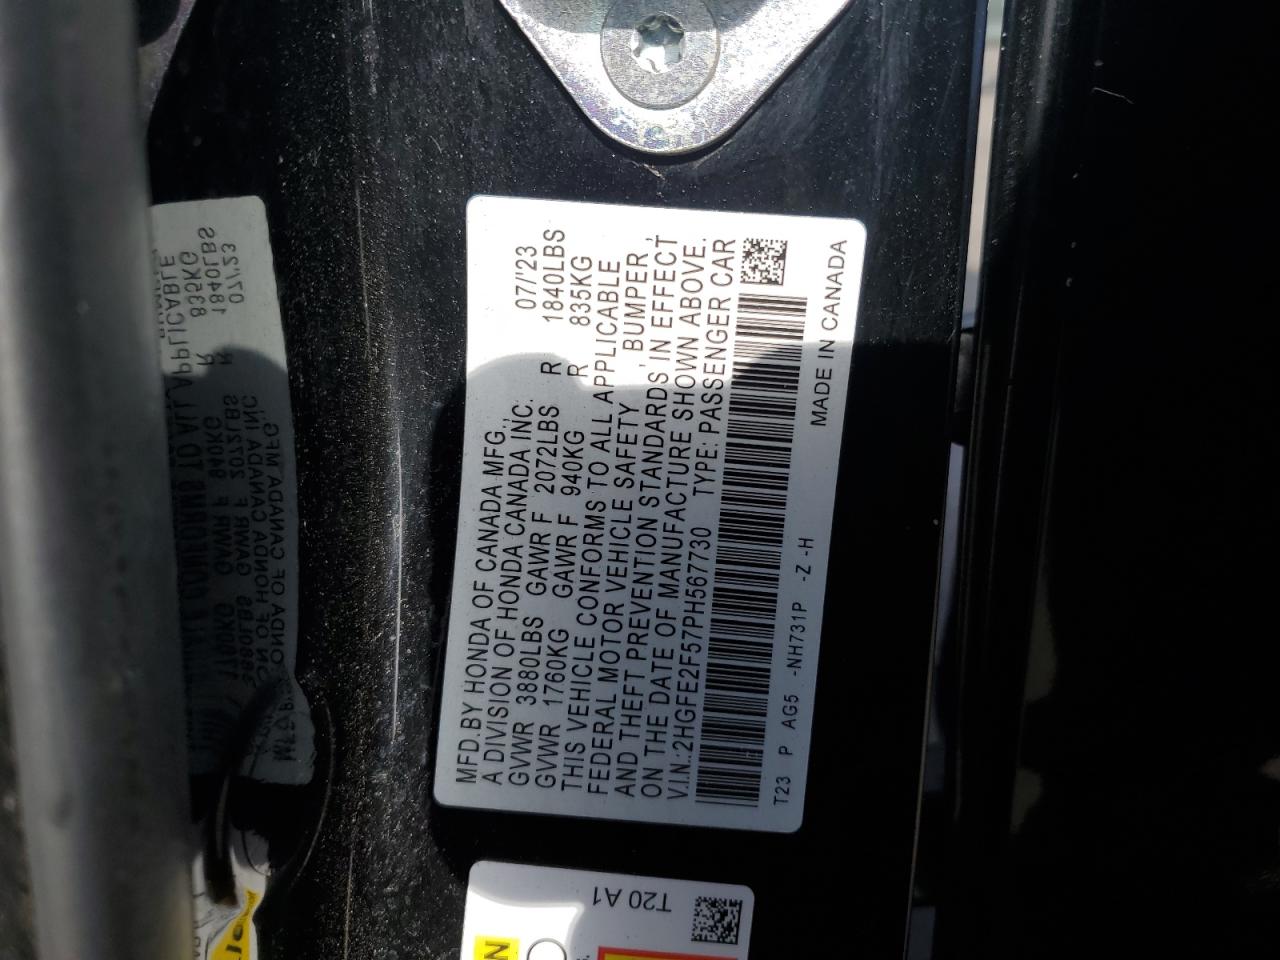 MFD.BY HONDA OF CANADA MFG.,
A DIVISION OF HONDA CANADA INC. 07/'23
GVWR 3880LBS GAWR F 2072LBS R 1840LBS
GVWR 1760KG GAWR F 940KG R 835KG
THIS VEHICLE CONFORMS TO ALL APPLICABLE
FEDERAL MOTOR VEHICLE SAFETY , BUMPER ,
AND THEFT PREVENTION STANDARDS, IN EFFECT
ON THE DATE OF MANUFACTURE SHOWN ABOVE.
V.I.N.:2HGFE2F57PH567730 TYPE: PASSENGER CAR
T23 P AG5 -NH731P -Z -H
MADE IN CANADA
T20 A1